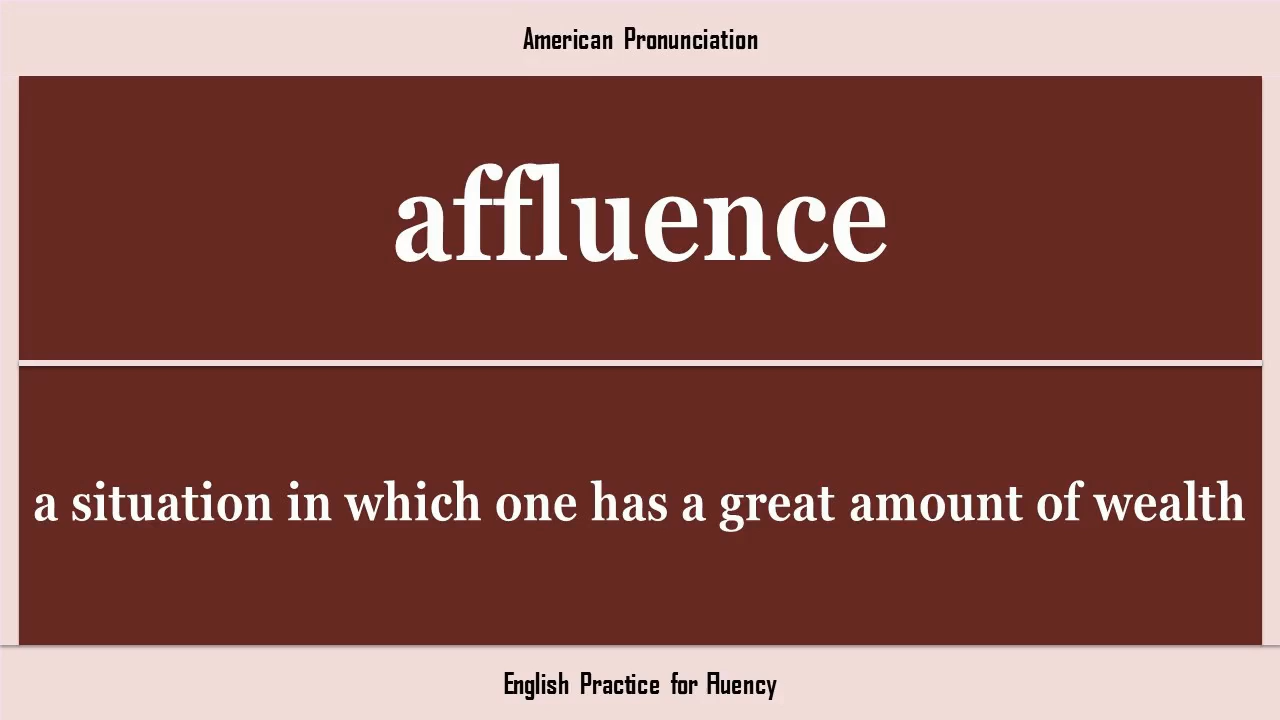 American Pronunciation
affluence
a situation in which one has a great amount of wealth
English Practice for Fluency